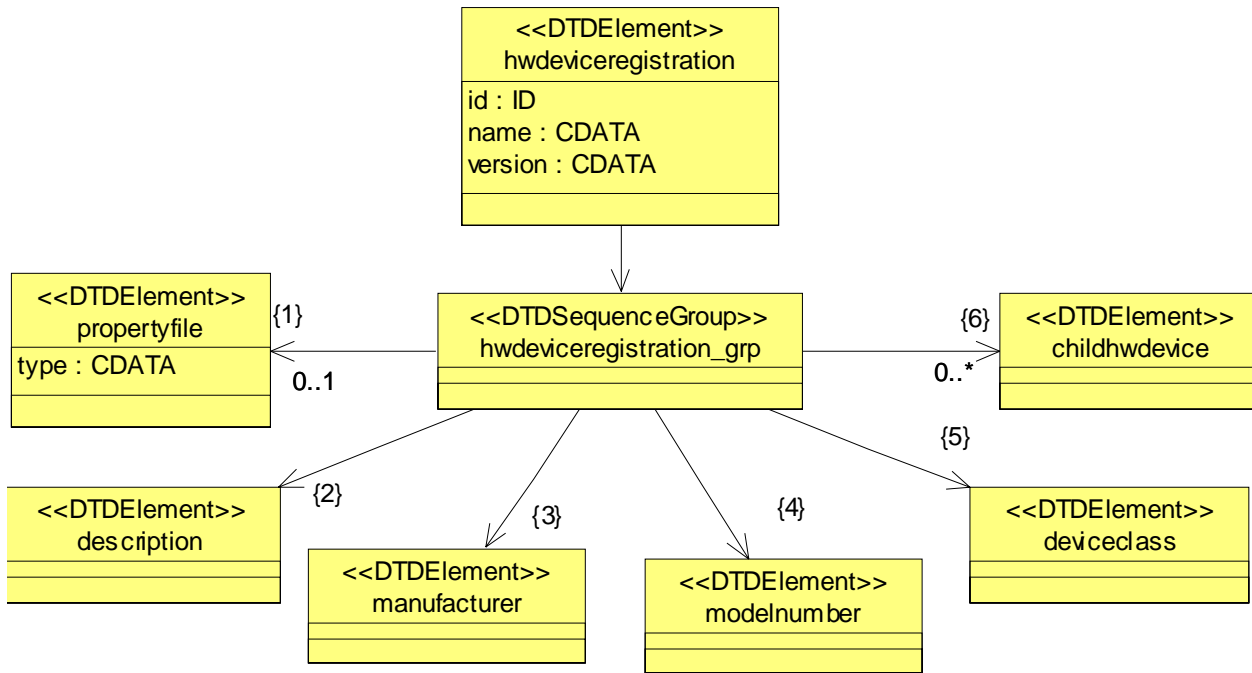 <<DTDElement>>
hwdeviceregistration
id : ID
name : CDATA
version : CDATA
<<DTDElement>>
propertyfile
type : CDATA
{1}
0..1
<<DTDSequenceGroup>>
hwdeviceregistration_grp
{6}
0..*
<<DTDElement>>
childhwdevice
{2}
{3}
{4}
{5}
<<DTDElement>>
description
<<DTDElement>>
manufacturer
<<DTDElement>>
modelnumber
<<DTDElement>>
deviceclass